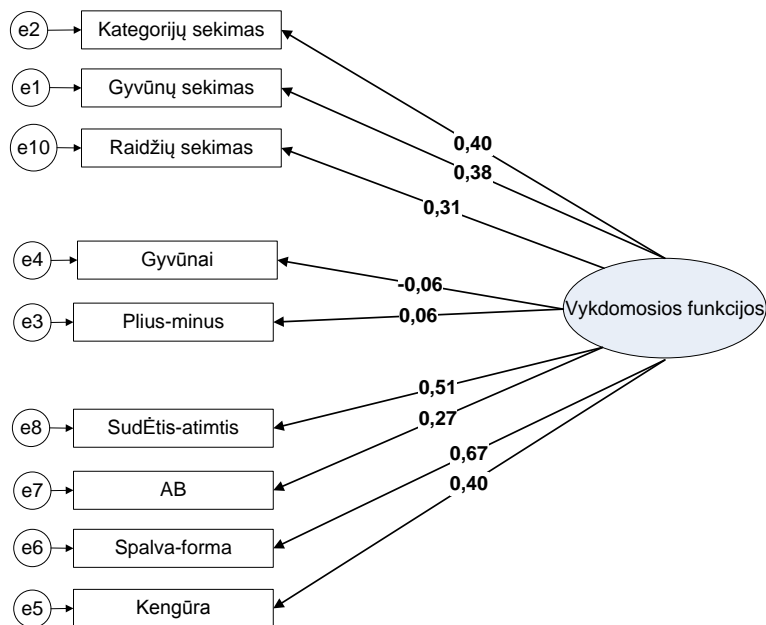 e2
Kategorijų sekimas
e1
Gyvūnų sekimas
e10
Raidžių sekimas
0,40
0,38
0,31
e4
Gyvūnai
-0,06
e3
Plius-minus
0,06
Vykdomosios funkcijos
e8
SudĖtis-atimtis
0,51
e7
AB
0,27
e6
Spalva-forma
0,67
e5
Kengūra
0,40